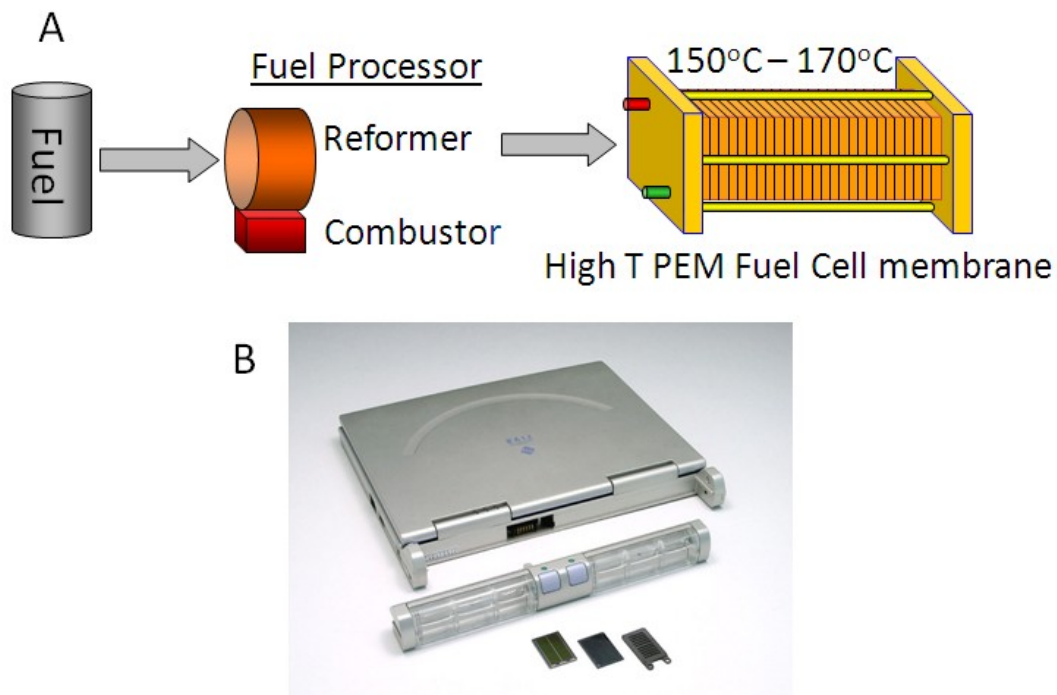 A
Fuel
Fuel Processor
Reformer
Combustor
150°C – 170°C
High T PEM Fuel Cell membrane
B